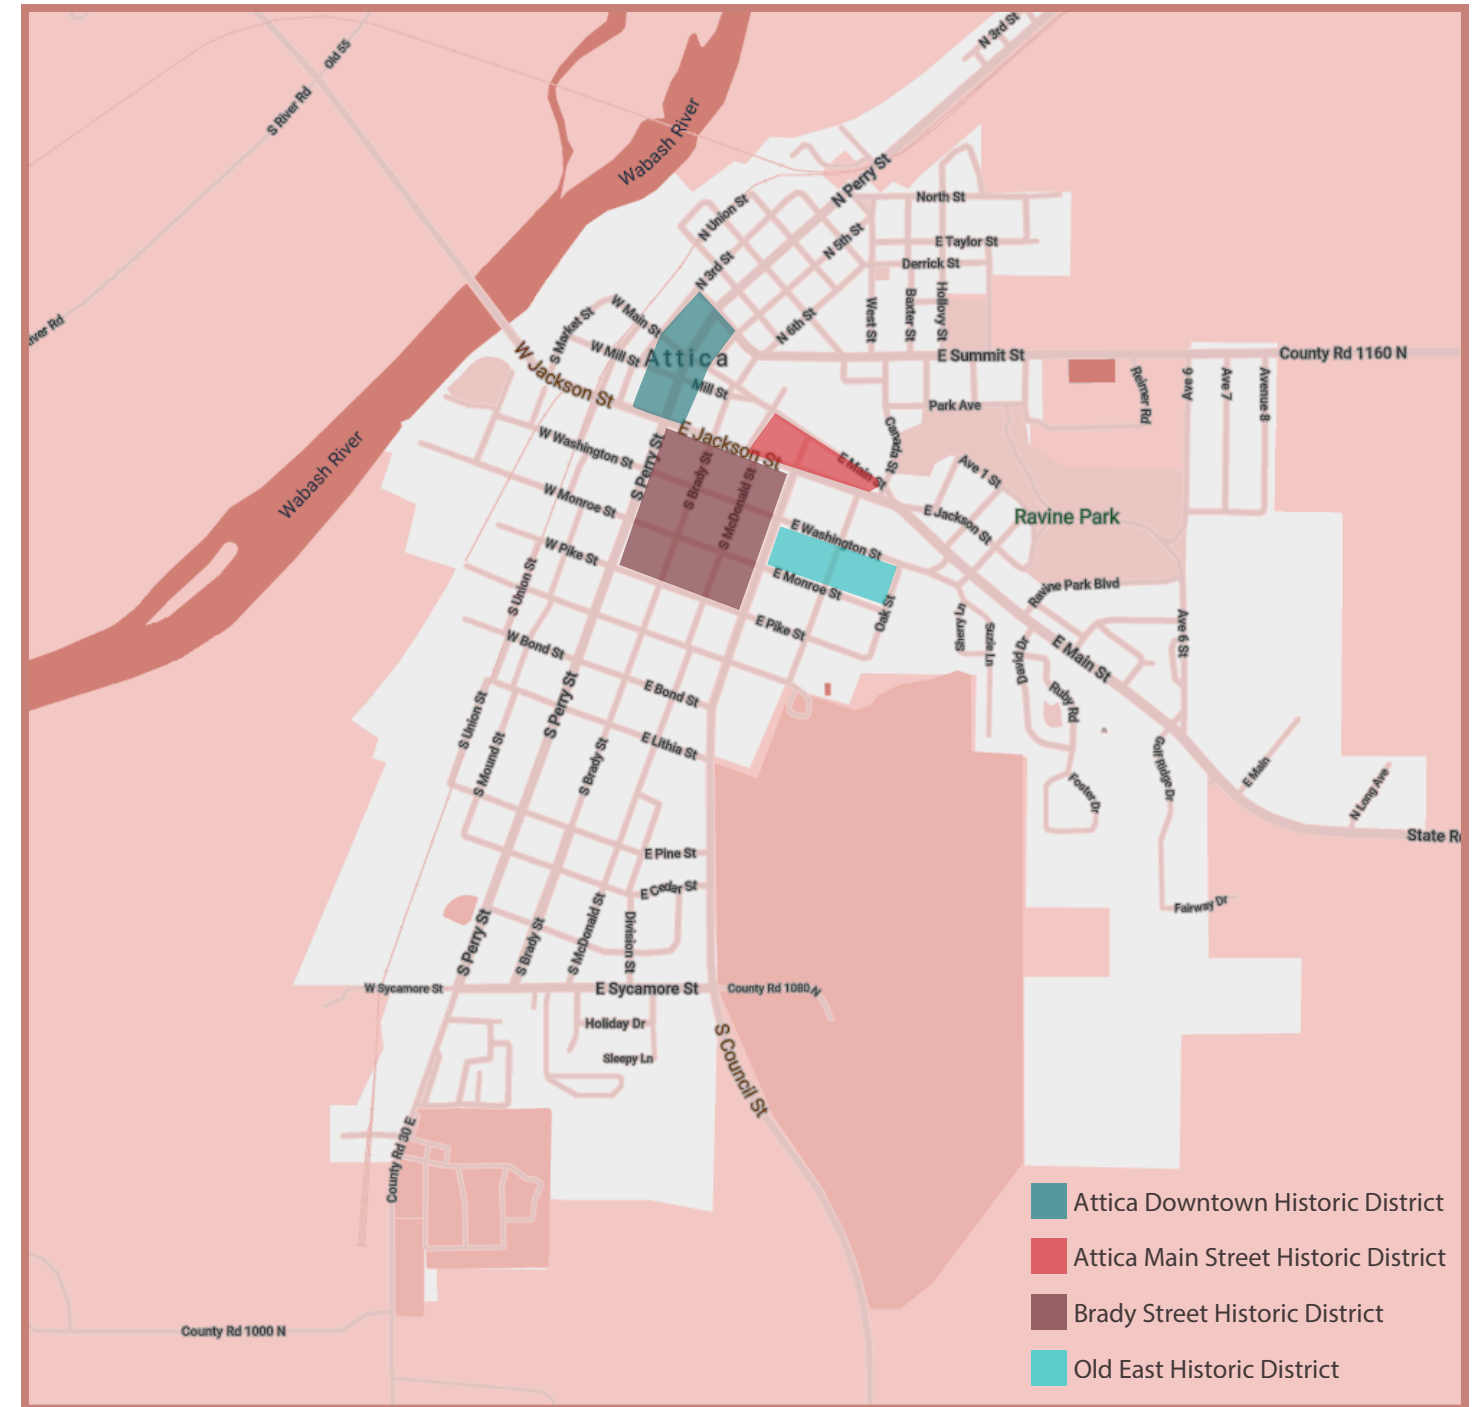 N 3rd St
Old 55
S River Rd
Wabash River
N Perry St
North St
N Union St
N 5th St
E Taylor St
Derrick St
N 3rd St
West St
Baxter St
N 6th St
S Market St
W Main St
W Mill St
Attica
E Summit St
County Rd 1160 N
W Jackson St
Mill St
Park Ave
Reimer Rd
Ave 9
Ave 7
Avenue 8
E Jackson St
Canada St
W Washington St
S Perry St
S Brady St
S McDonald St
E Main St
Ave 1 St
Wabash River
W Monroe St
E Jackson St
Ravine Park
E Washington St
W Pike St
E Monroe St
S Union St
Oak St
Ravine Park Blvd
Sherry Ln
Suzie Ln
David Dr
E Main St
Ave 6 St
E Pike St
W Bond St
E Bond St
S Perry St
Ruby Rd
S Union St
S Mound St
E Lithia St
S Brady St
Foster Dr
Golf Ridge Dr
E Main
N Long Ave
State R
E Pine St
E Cedar St
Fairway Dr
S Perry St
S Brady St
S McDonald St
Division St
W Sycamore St
E Sycamore St
County Rd 1080 N
Holiday Dr
Sleepy Ln
S Council St
County Rd 30 E
County Rd 1000 N
Attica Downtown Historic District
Attica Main Street Historic District
Brady Street Historic District
Old East Historic District